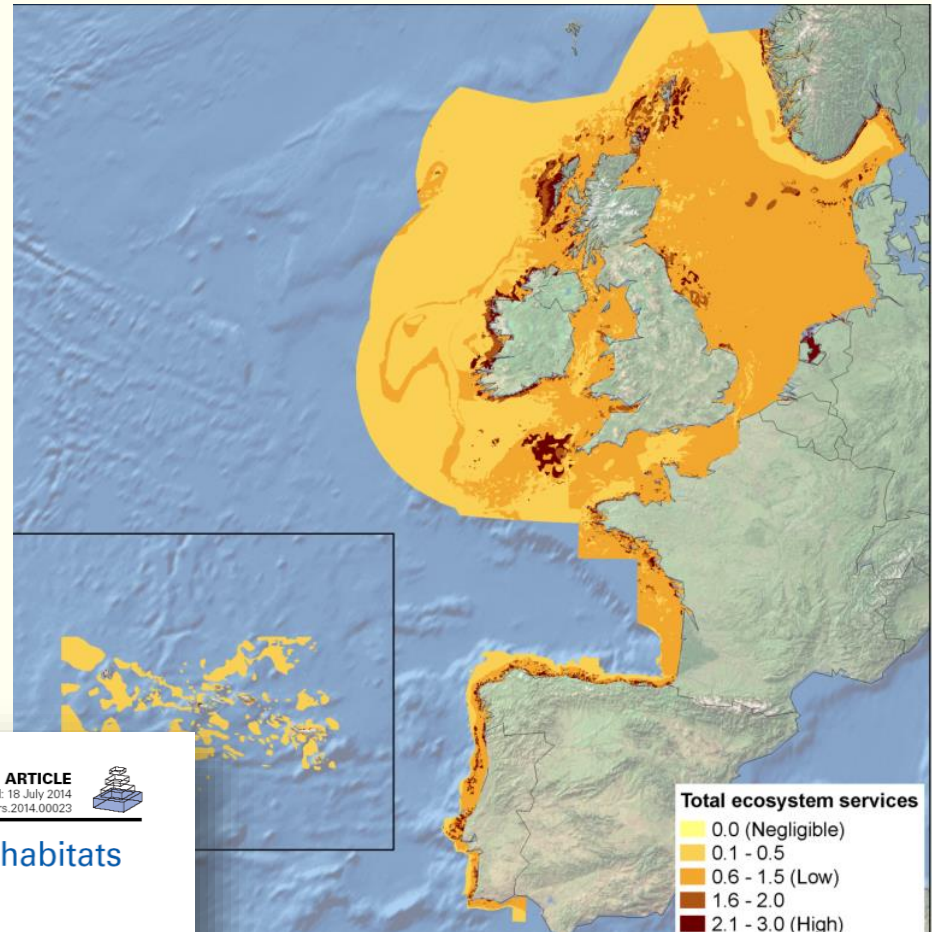 ARTICLE
: 18 July 2014
rs.2014.00023
habitats
Total ecosystem services
0.0 (Negligible)
0.1 - 0.5
0.6 - 1.5 (Low)
1.6 - 2.0
2.1 - 3.0 (High)